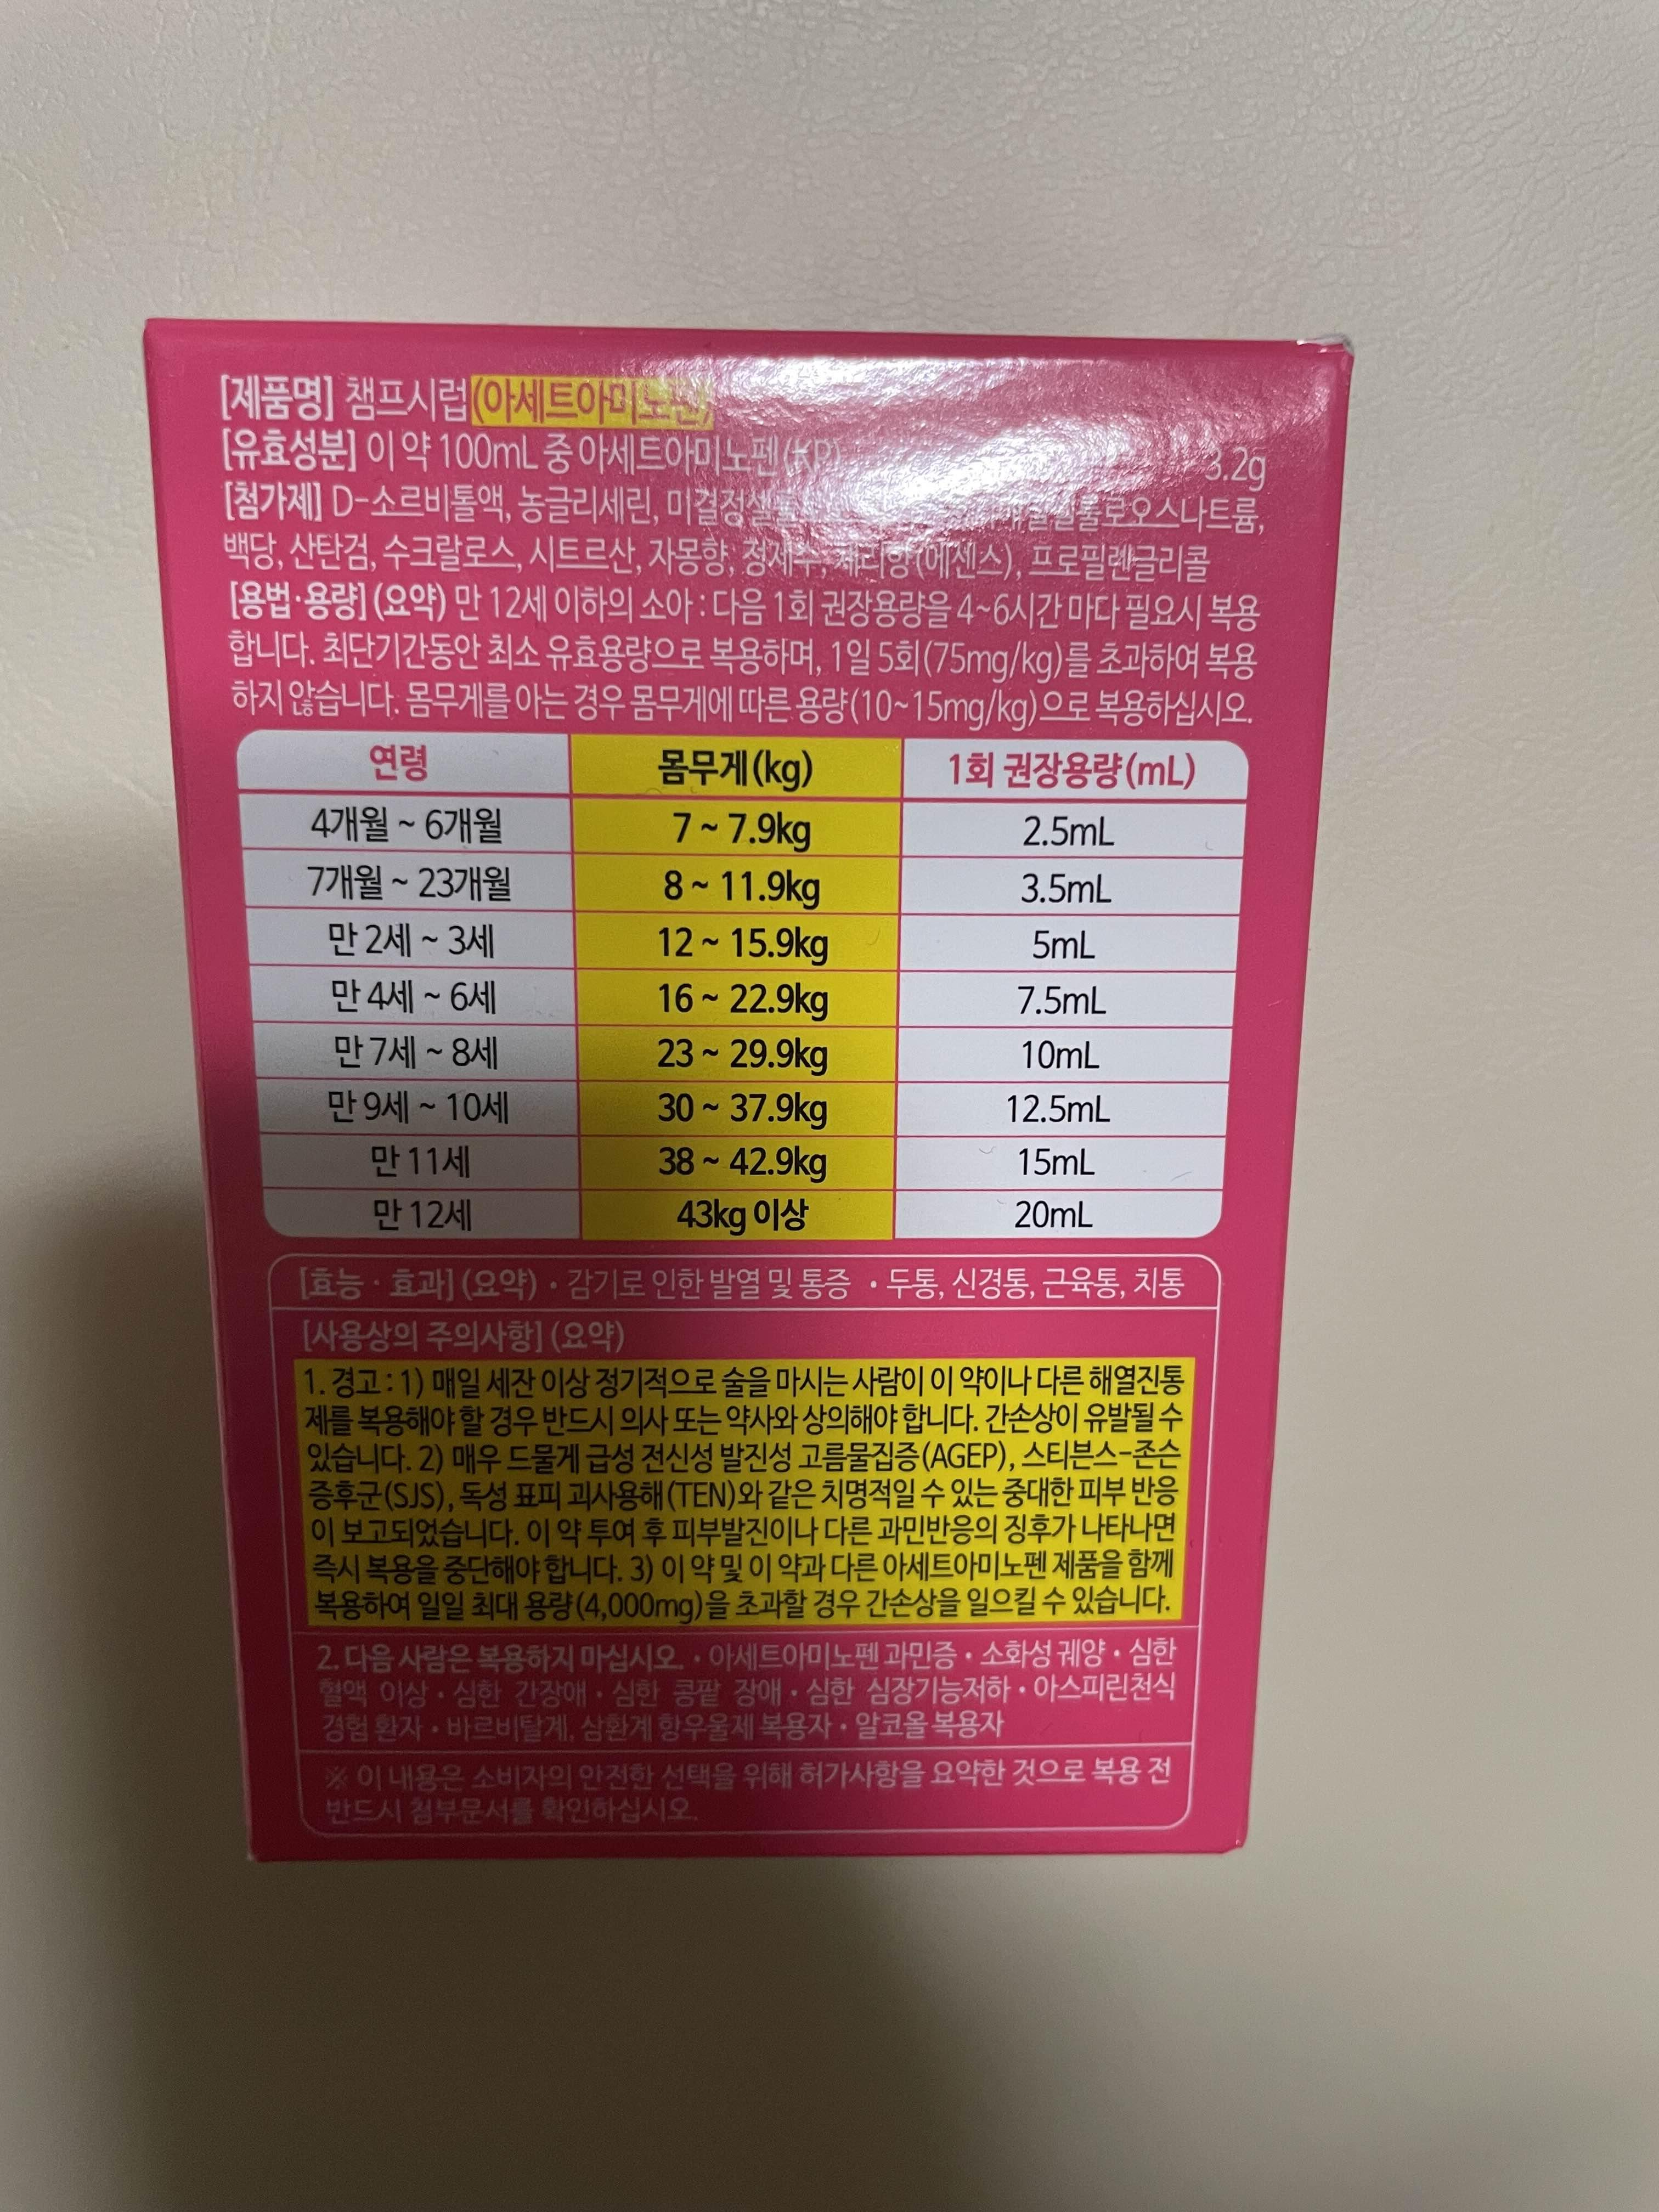 [제품명] 챔프시럽(아세트아미노펜)
[유효성분] 이 약 100mL 중 아세트아미노펜(KP) 3.2g
[첨가제] D-소르비톨액, 농글리세린, 미결정셀룰
백당, 산탄검, 수크랄로스, 시트르산, 자몽향, 정제수, 체리향(에센스), 프로필렌글리콜
[용법·용량] (요약) 만 12세 이하의 소아 : 다음 1회 권장용량을 4~6시간 마다 필요시 복용
합니다. 최단기간동안 최소 유효용량으로 복용하며, 1일 5회(75mg/kg)를 초과하여 복용
하지 않습니다. 몸무게를 아는 경우 몸무게에 따른 용량(10~15mg/kg)으로 복용하십시오.
연령 몸무게(kg) 1회 권장용량(mL)
4개월 ~ 6개월 7 ~ 7.9kg 2.5mL
7개월 ~ 23개월 8 ~ 11.9kg 3.5mL
만 2세 ~ 3세 12 ~ 15.9kg 5mL
만 4세 ~ 6세 16 ~ 22.9kg 7.5mL
만 7세 ~ 8세 23 ~ 29.9kg 10mL
만 9세 ~ 10세 30 ~ 37.9kg 12.5mL
만 11세 38 ~ 42.9kg 15mL
만 12세 43kg 이상 20mL
[효능 · 효과] (요약) • 감기로 인한 발열 및 통증 • 두통, 신경통, 근육통, 치통
[사용상의 주의사항] (요약)
1. 경고 : 1) 매일 세잔 이상 정기적으로 술을 마시는 사람이 이 약이나 다른 해열진통
제를 복용해야 할 경우 반드시 의사 또는 약사와 상의해야 합니다. 간손상이 유발될 수
있습니다. 2) 매우 드물게 급성 전신성 발진성 고름물집증(AGEP), 스티븐스-존슨
증후군(SJS), 독성 표피 괴사용해(TEN)와 같은 치명적일 수 있는 중대한 피부 반응
이 보고되었습니다. 이 약 투여 후 피부발진이나 다른 과민반응의 징후가 나타나면
즉시 복용을 중단해야 합니다. 3) 이 약 및 이 약과 다른 아세트아미노펜 제품을 함께
복용하여 일일 최대 용량(4,000mg)을 초과할 경우 간손상을 일으킬 수 있습니다.
2. 다음 사람은 복용하지 마십시오. • 아세트아미노펜 과민증 • 소화성 궤양 • 심한
혈액 이상 • 심한 간장애 • 심한 콩팥 장애 • 심한 심장기능저하 • 아스피린천식
경험 환자 • 바르비탈계, 삼환계 항우울제 복용자 • 알코올 복용자
※ 이 내용은 소비자의 안전한 선택을 위해 허가사항을 요약한 것으로 복용 전
반드시 첨부문서를 확인하십시오.